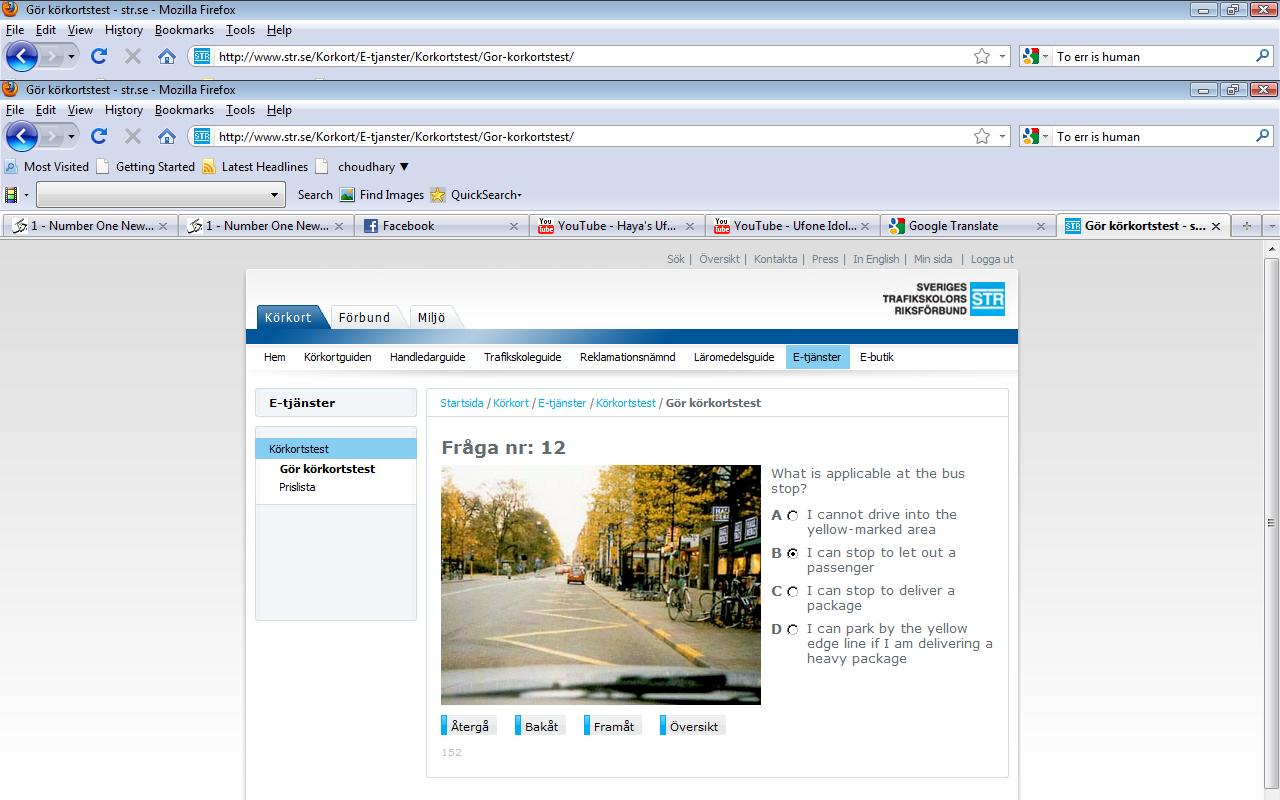 Gör körkortstest - str.se - Mozilla Firefox
File Edit View History Bookmarks Tools Help
http://www.str.se/Korkort/E-tjanster/Korkortstest/Gor-korkortstest/ To err is human
Gör körkortstest - str.se - Mozilla Firefox
File Edit View History Bookmarks Tools Help
http://www.str.se/Korkort/E-tjanster/Korkortstest/Gor-korkortstest/ To err is human
Most Visited Getting Started Latest Headlines choudhary
Search Find Images QuickSearch
1 - Number One New... 1 - Number One New... Facebook YouTube - Haya's Uf... YouTube - Ufone Idol... Google Translate Gör körkortstest - s...
Sök | Översikt | Kontakta | Press | In English | Min sida | Logga ut
SVERIGES
TRAFIKSKOLORS
RIKSFÖRBUND
STR
Körkort Förbund Miljö
Hem Körkortguiden Handledarguide Trafikskoleguide Reklamationsnämnd Läromedelsguide E-tjänster E-butik
E-tjänster
Körkortstest
Gör körkortstest
Prislista
Startsida / Körkort / E-tjänster / Körkortstest / Gör körkortstest
Fråga nr: 12
What is applicable at the bus
stop?
A I cannot drive into the
yellow-marked area
B I can stop to let out a
passenger
C I can stop to deliver a
package
D I can park by the yellow
edge line if I am delivering a
heavy package
Återgå Bakåt Framåt Översikt
152